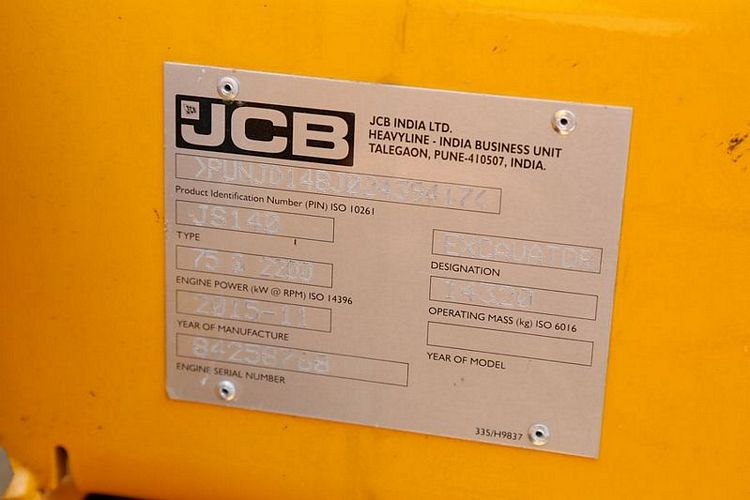 JCB
JCB INDIA LTD.
HEAVYLINE - INDIA BUSINESS UNIT
TALEGAON, PUNE-410507, INDIA.
Product Identification Number (PIN) ISO 10261
JS140
TYPE
EXCAVATOR
DESIGNATION
75 @ 2200
ENGINE POWER (kW @ RPM) ISO 14396
14320
OPERATING MASS (kg) ISO 6016
2015-11
YEAR OF MANUFACTURE
YEAR OF MODEL
84258768
ENGINE SERIAL NUMBER
335/H9837